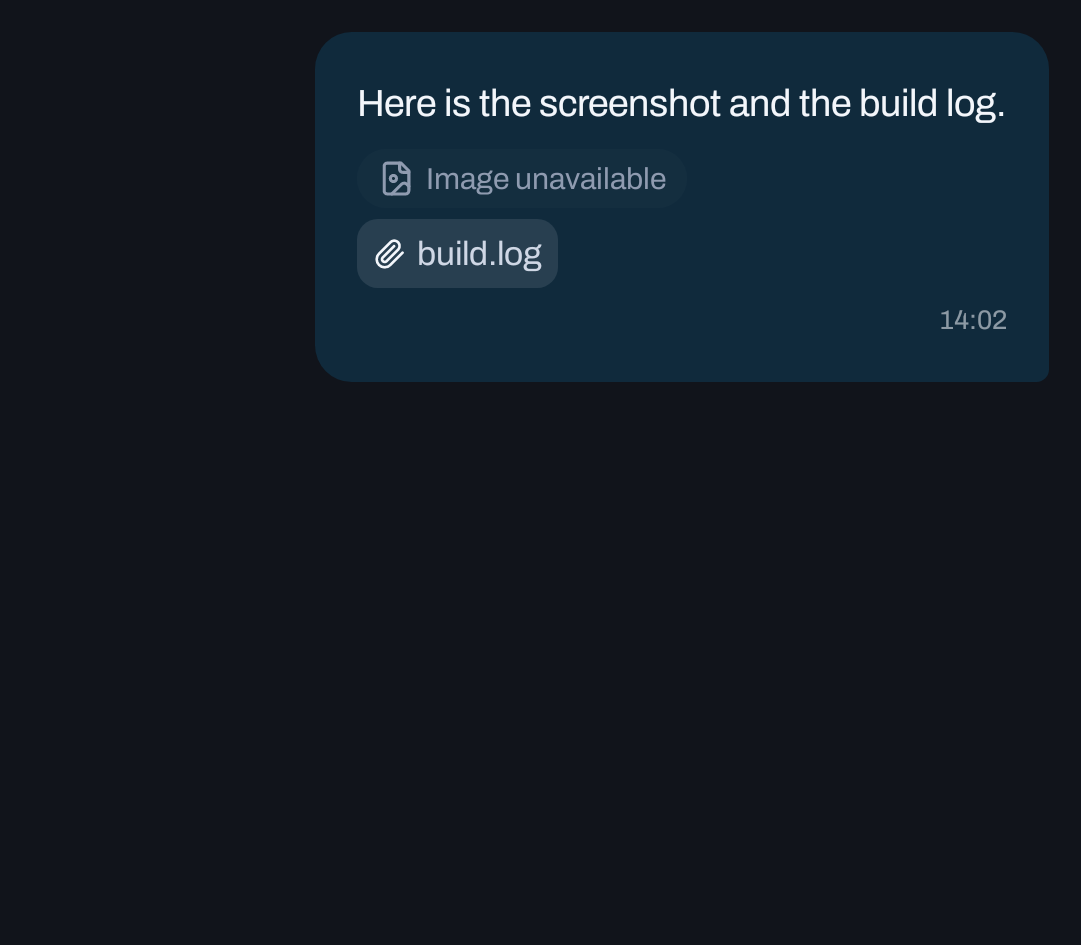 Here is the screenshot and the build log.
Image unavailable
build.log
14:02